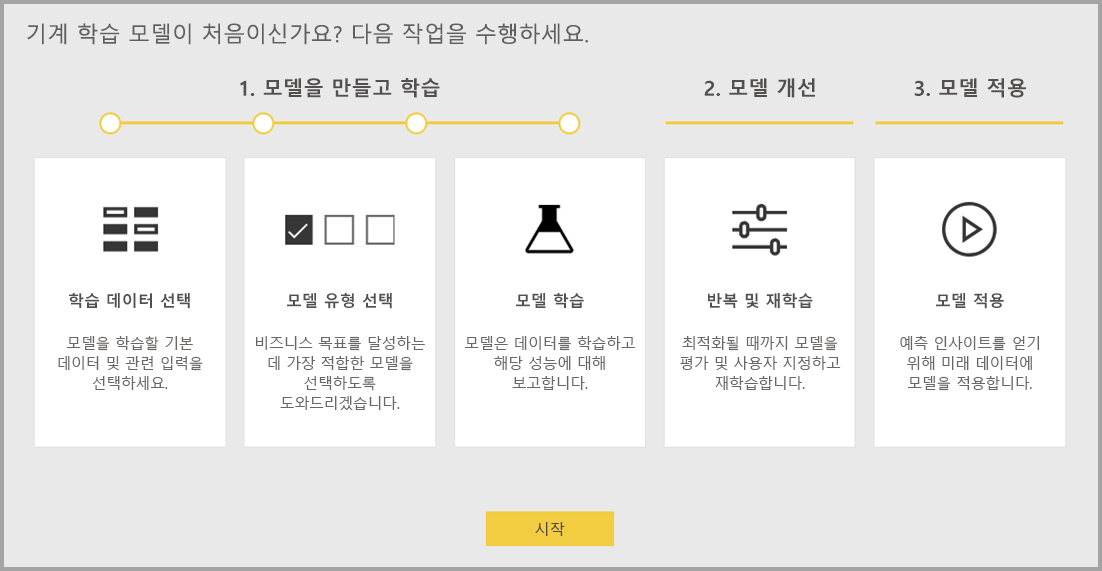 기계 학습 모델이 처음이신가요? 다음 작업을 수행하세요.
1. 모델을 만들고 학습
2. 모델 개선
3. 모델 적용
학습 데이터 선택
모델을 학습할 기본
데이터 및 관련 입력을
선택하세요.
모델 유형 선택
비즈니스 목표를 달성하는
데 가장 적합한 모델을
선택하도록
도와드리겠습니다.
모델 학습
모델은 데이터를 학습하고
해당 성능에 대해
보고합니다.
반복 및 재학습
최적화될 때까지 모델을
평가 및 사용자 지정하고
재학습합니다.
모델 적용
예측 인사이트를 얻기
위해 미래 데이터에
모델을 적용합니다.
시작